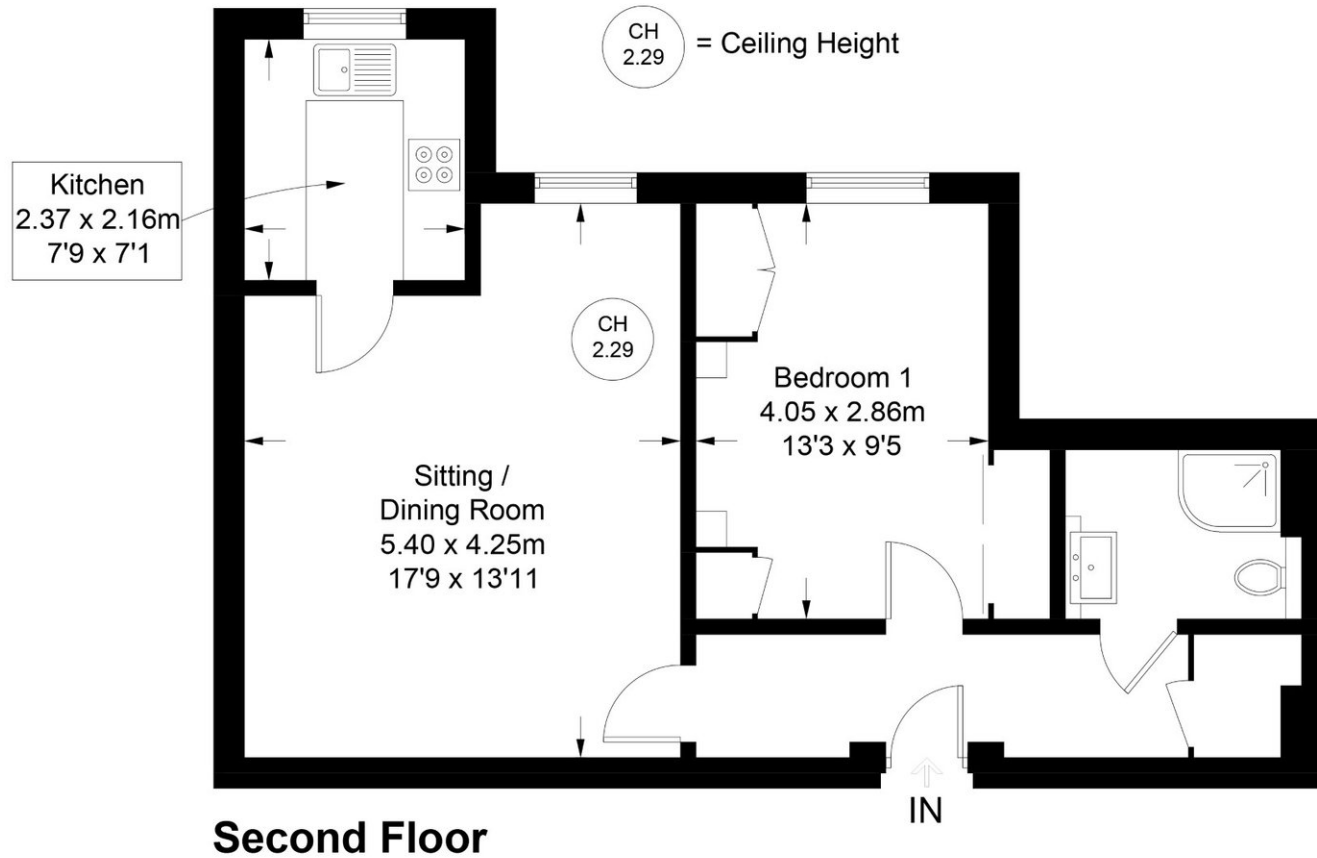 CH
2.29
= Ceiling Height
Kitchen
2.37 x 2.16m
7'9 x 7'1
CH
2.29
Bedroom 1
4.05 x 2.86m
13'3 x 9'5
Sitting /
Dining Room
5.40 x 4.25m
17'9 x 13'11
IN
Second Floor